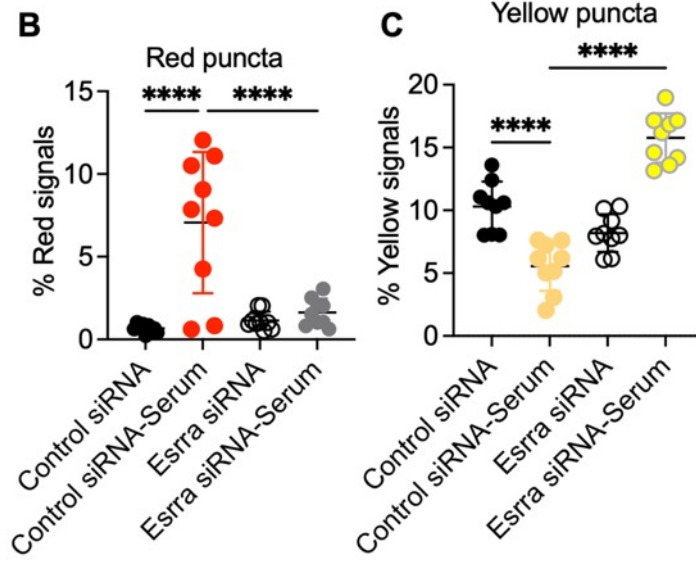 B
Red puncta
**** ****
% Red signals
15
10
5
0
Control siRNA
Control siRNA-Serum
Esrra siRNA
Esrra siRNA-Serum
C
Yellow puncta
****
****
% Yellow signals
20
15
10
5
0
Control siRNA
Control siRNA-Serum
Esrra siRNA
Esrra siRNA-Serum